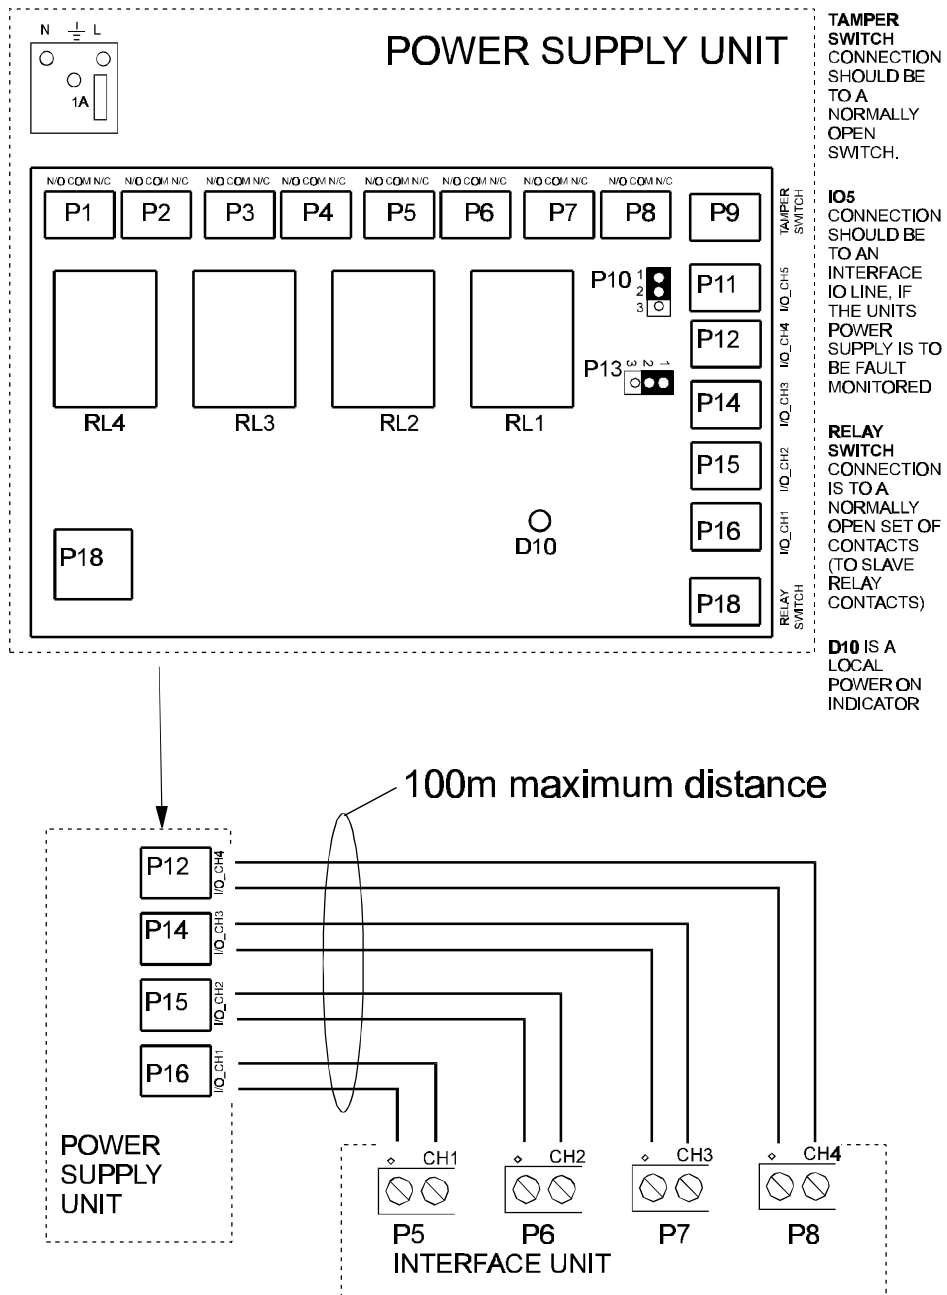 N L
1A
POWER SUPPLY UNIT
N/O COM N/C N/O COM N/C N/O COM N/C N/O COM N/C N/O COM N/C N/O COM N/C N/O COM N/C N/O COM N/C
P1 P2 P3 P4 P5 P6 P7 P8 P9
TAMPER
SWITCH
P10 1
2
3
P11 I/O_CH5
P12 I/O_CH4
P13 3 2 1
P14 I/O_CH3
RL4 RL3 RL2 RL1
P15 I/O_CH2
P16 I/O_CH1
D10
P18
P18 RELAY
SWITCH
TAMPER
SWITCH
CONNECTION
SHOULD BE
TO A
NORMALLY
OPEN
SWITCH.
IO5
CONNECTION
SHOULD BE
TO AN
INTERFACE
IO LINE, IF
THE UNITS
POWER
SUPPLY IS TO
BE FAULT
MONITORED
RELAY
SWITCH
CONNECTION
IS TO A
NORMALLY
OPEN SET OF
CONTACTS
(TO SLAVE
RELAY
CONTACTS)
D10 IS A
LOCAL
POWER ON
INDICATOR
100m maximum distance
P12 I/O_CH4
P14 I/O_CH3
P15 I/O_CH2
P16 I/O_CH1
POWER
SUPPLY
UNIT
CH1 CH2 CH3 CH4
P5 P6 P7 P8
INTERFACE UNIT